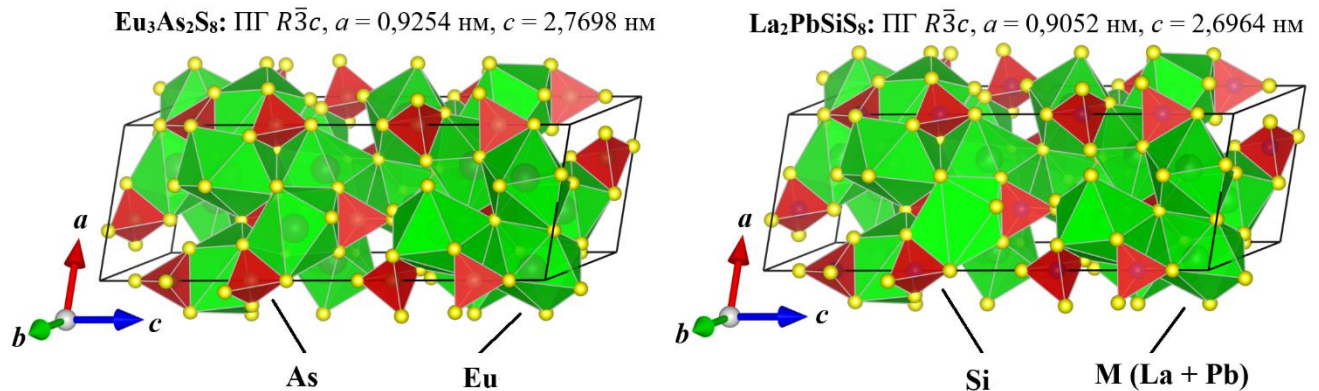 Eu₃As₂S₈: ПГ R3̅c, a = 0,9254 нм, c = 2,7698 нм
La₂PbSiS₈: ПГ R3̅c, a = 0,9052 нм, c = 2,6964 нм
a
b
c
As
Eu
a
b
c
Si
M (La + Pb)